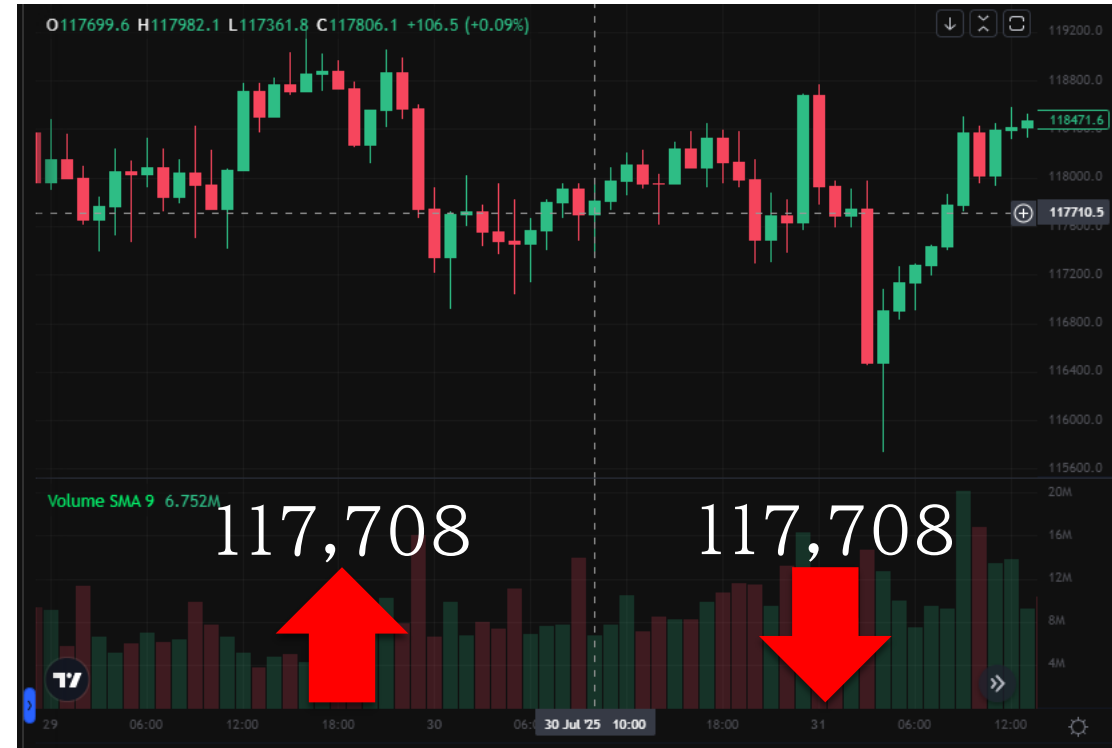 O117699.6 H117982.1 L117361.8 C117806.1 +106.5 (+0.09%)
119200.0
118800.0
118471.6
118000.0
117710.5
117200.0
116800.0
116400.0
116000.0
115600.0
Volume SMA 9 6.752M
20M
117,708 117,708
16M
12M
8M
4M
29 06:00 12:00 18:00 30 30 Jul '25 10:00 18:00 31 06:00 12:00